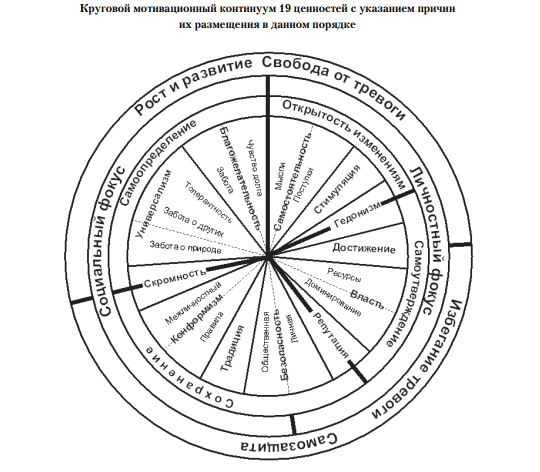 Круговой мотивационный континуум 19 ценностей с указанием причин
их размещения в данном порядке
Рост и развитие Свобода от тревоги
Социальный фокус
Личностный фокус
Самоопределение
Открытость изменениям
Самоутверждение
Сохранение
Самозащита
Избегание тревоги
Чувство долга
Благожелательность
Забота
Мысли
Самостоятельность
Поступки
Стимуляция
Гедонизм
Достижение
Ресурсы
Власть
Доминирование
Репутация
Личная
Безопасность
Общественная
Традиция
Правила
Конформизм
Межличностный
Скромность
Забота о природе
Забота о других
Универсализм
Толерантность